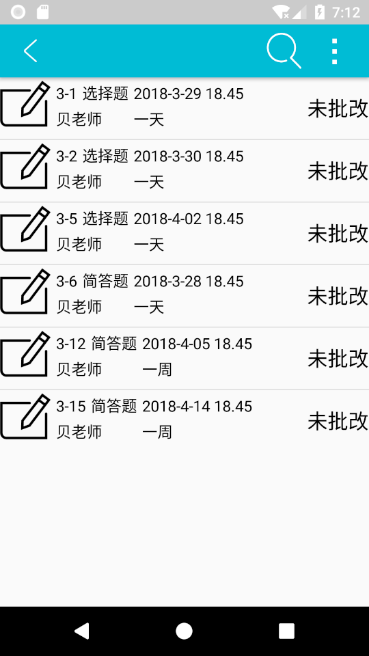 7:12
3-1 选择题 2018-3-29 18.45
贝老师 一天
未批改
3-2 选择题 2018-3-30 18.45
贝老师 一天
未批改
3-5 选择题 2018-4-02 18.45
贝老师 一天
未批改
3-6 简答题 2018-3-28 18.45
贝老师 一天
未批改
3-12 简答题 2018-4-05 18.45
贝老师 一周
未批改
3-15 简答题 2018-4-14 18.45
贝老师 一周
未批改